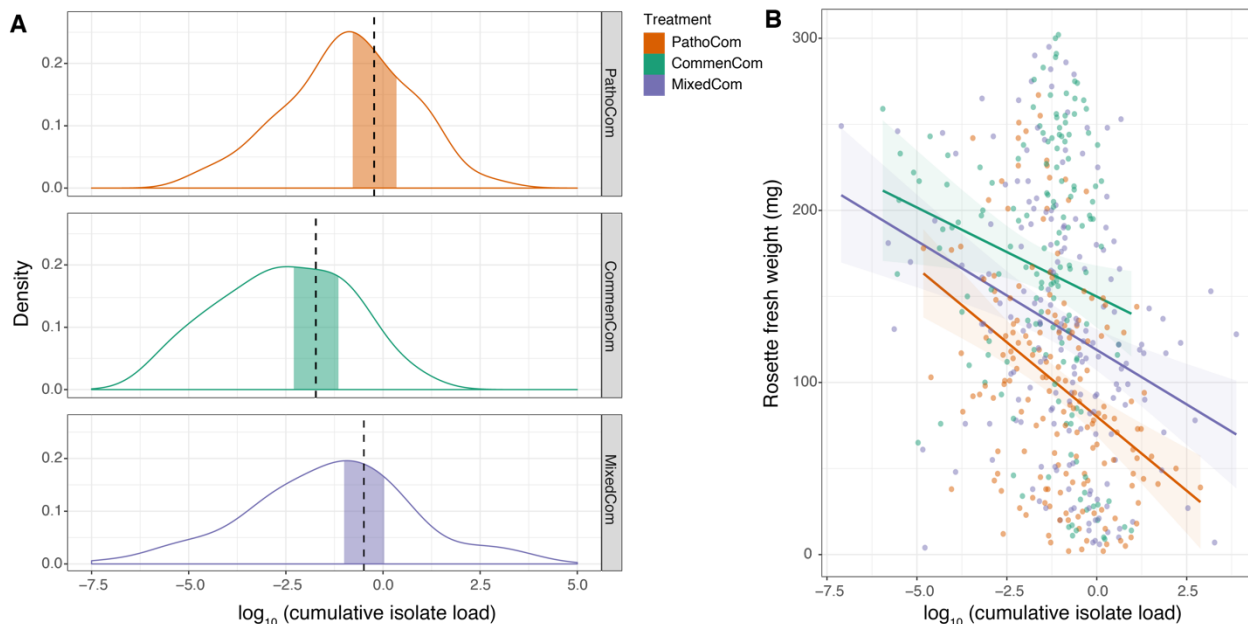 A
Treatment
PathoCom
CommenCom
MixedCom
B
Density
0.2
0.1
0.0
PathoCom
0.2
0.1
0.0
CommenCom
0.2
0.1
0.0
MixedCom
−7.5 −5.0 −2.5 0.0 2.5 5.0
log10 (cumulative isolate load)
Rosette fresh weight (mg)
300
200
100
0
−7.5 −5.0 −2.5 0.0 2.5
log10 (cumulative isolate load)